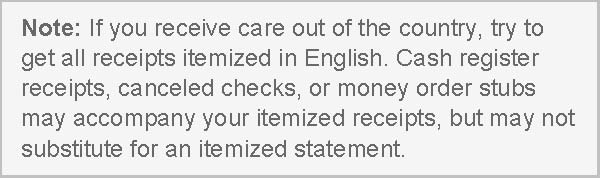 Note: If you receive care out of the country, try to
get all receipts itemized in English. Cash register
receipts, canceled checks, or money order stubs
may accompany your itemized receipts, but may not
substitute for an itemized statement.